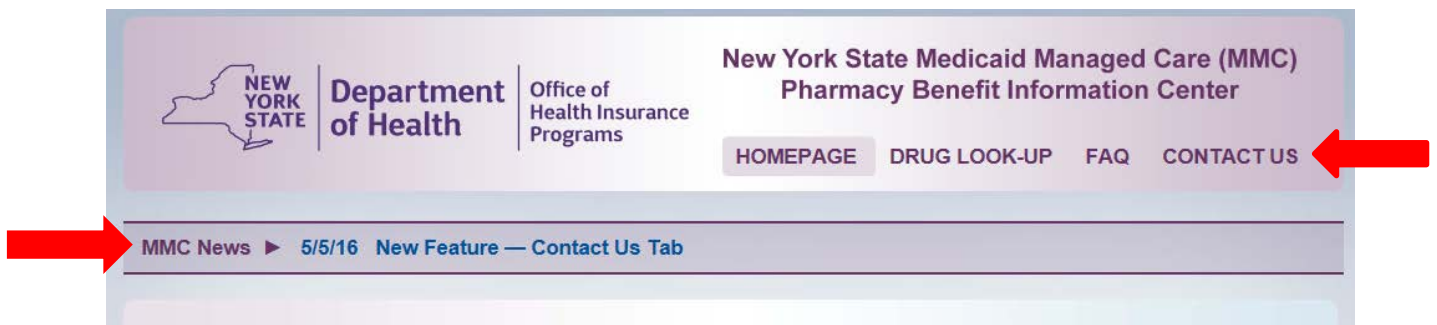 NEW
YORK
STATE
Department
of Health
Office of
Health Insurance
Programs
New York State Medicaid Managed Care (MMC)
Pharmacy Benefit Information Center
HOMEPAGE DRUG LOOK-UP FAQ CONTACT US
MMC News ► 5/5/16 New Feature — Contact Us Tab